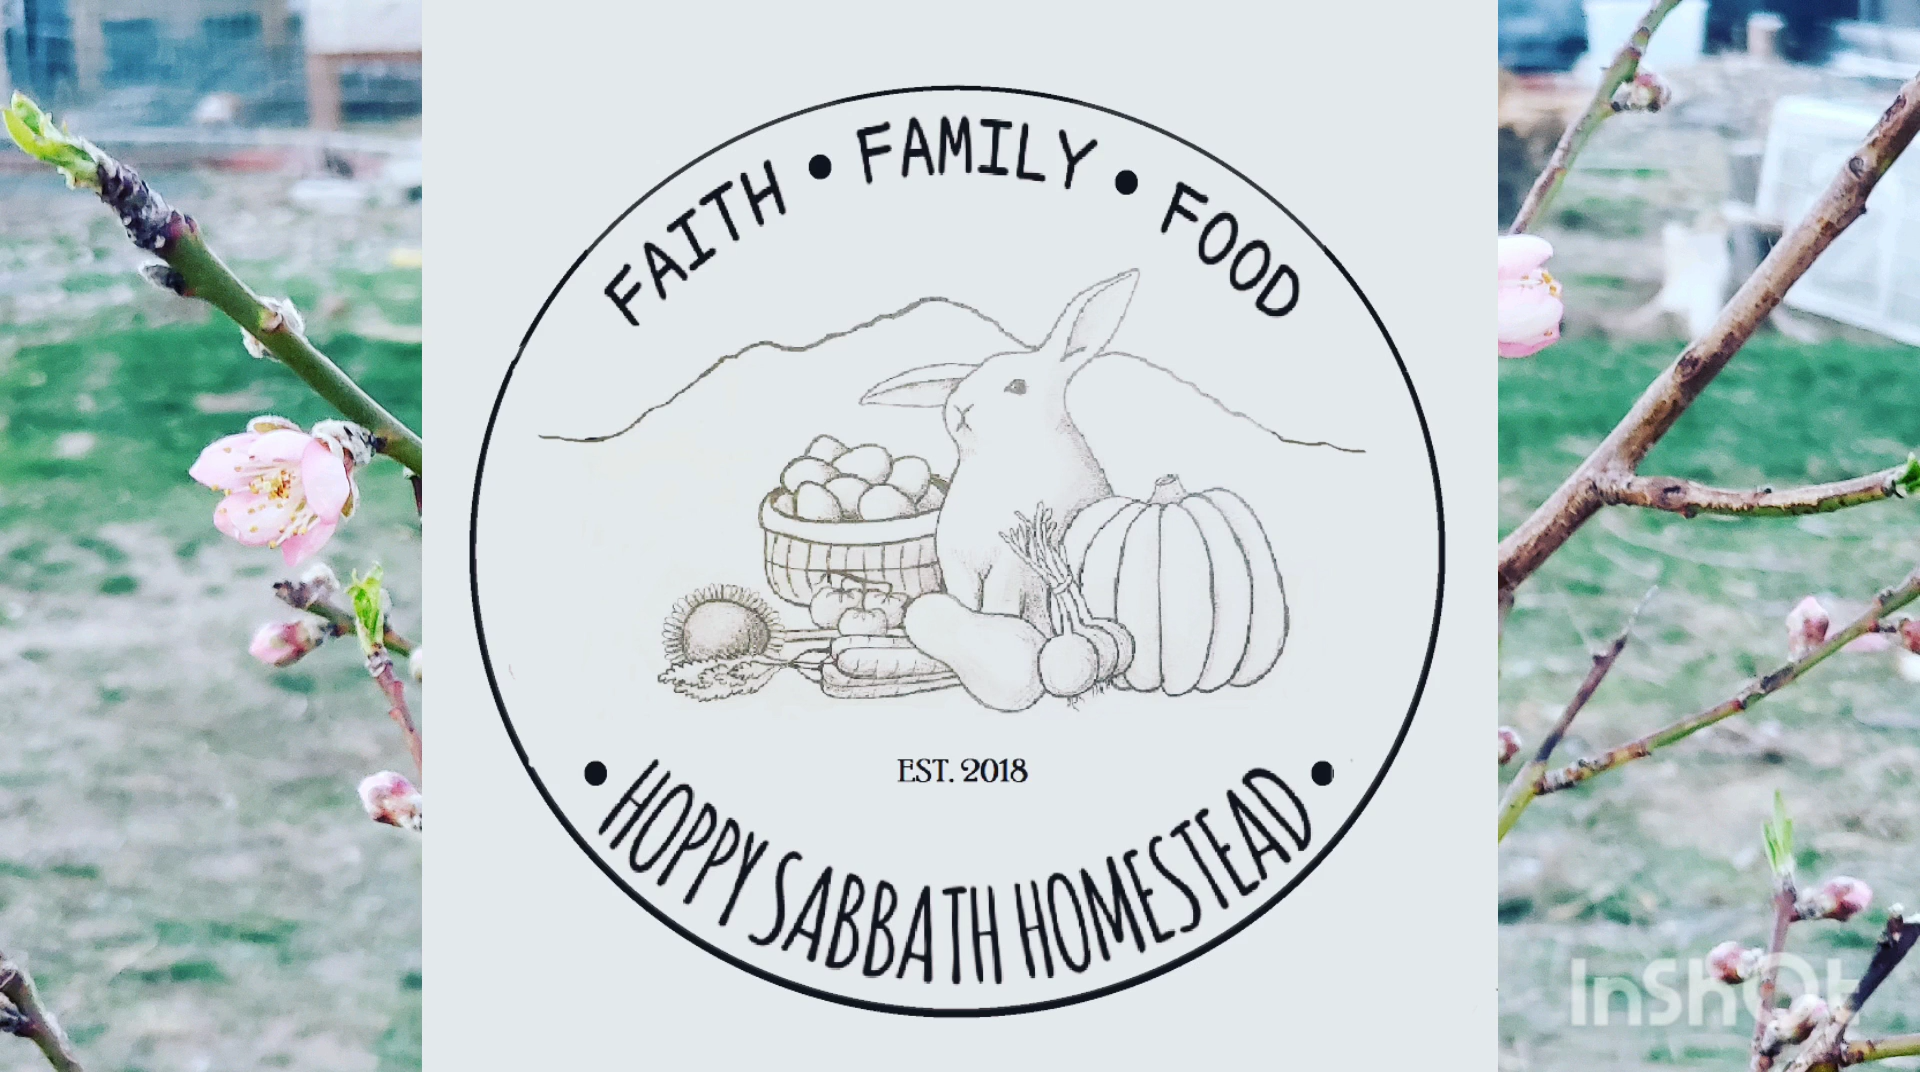 FAITH • FAMILY • FOOD
EST. 2018
• HOPPY SABBATH HOMESTEAD •
InShOt